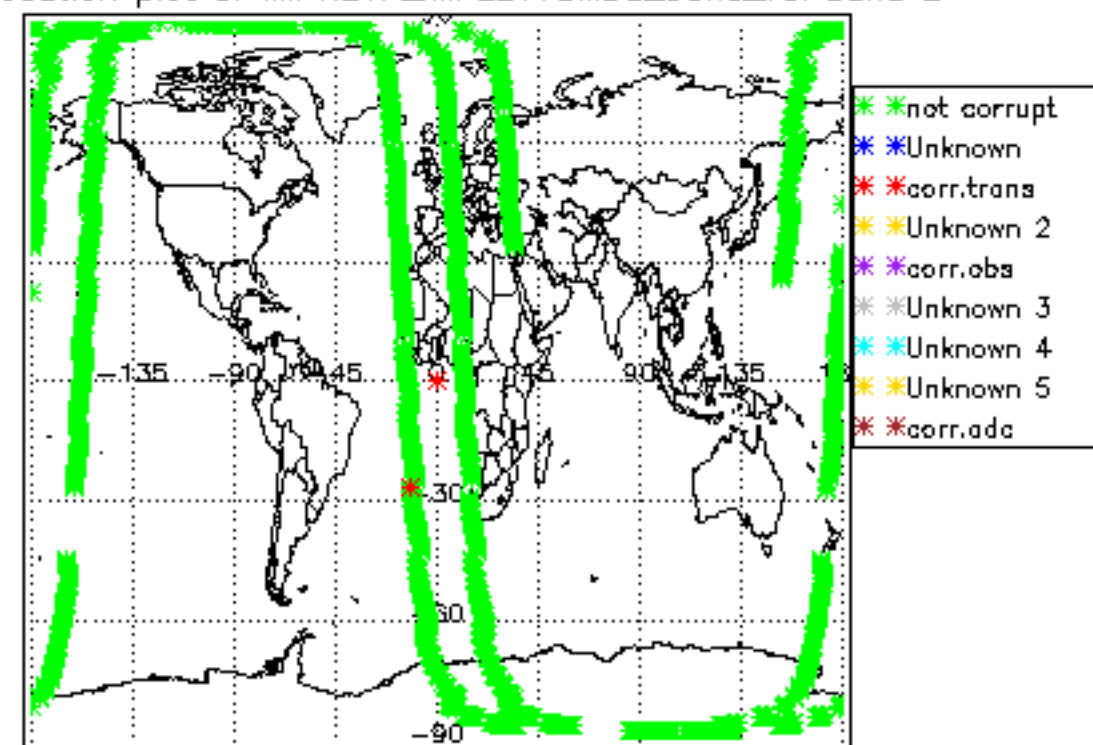 -135 -90 -45 0 45 90 135
-30
-60
-90
not corrupt
Unknown
corr.trans
Unknown 2
corr.obs
Unknown 3
Unknown 4
Unknown 5
corr.adc